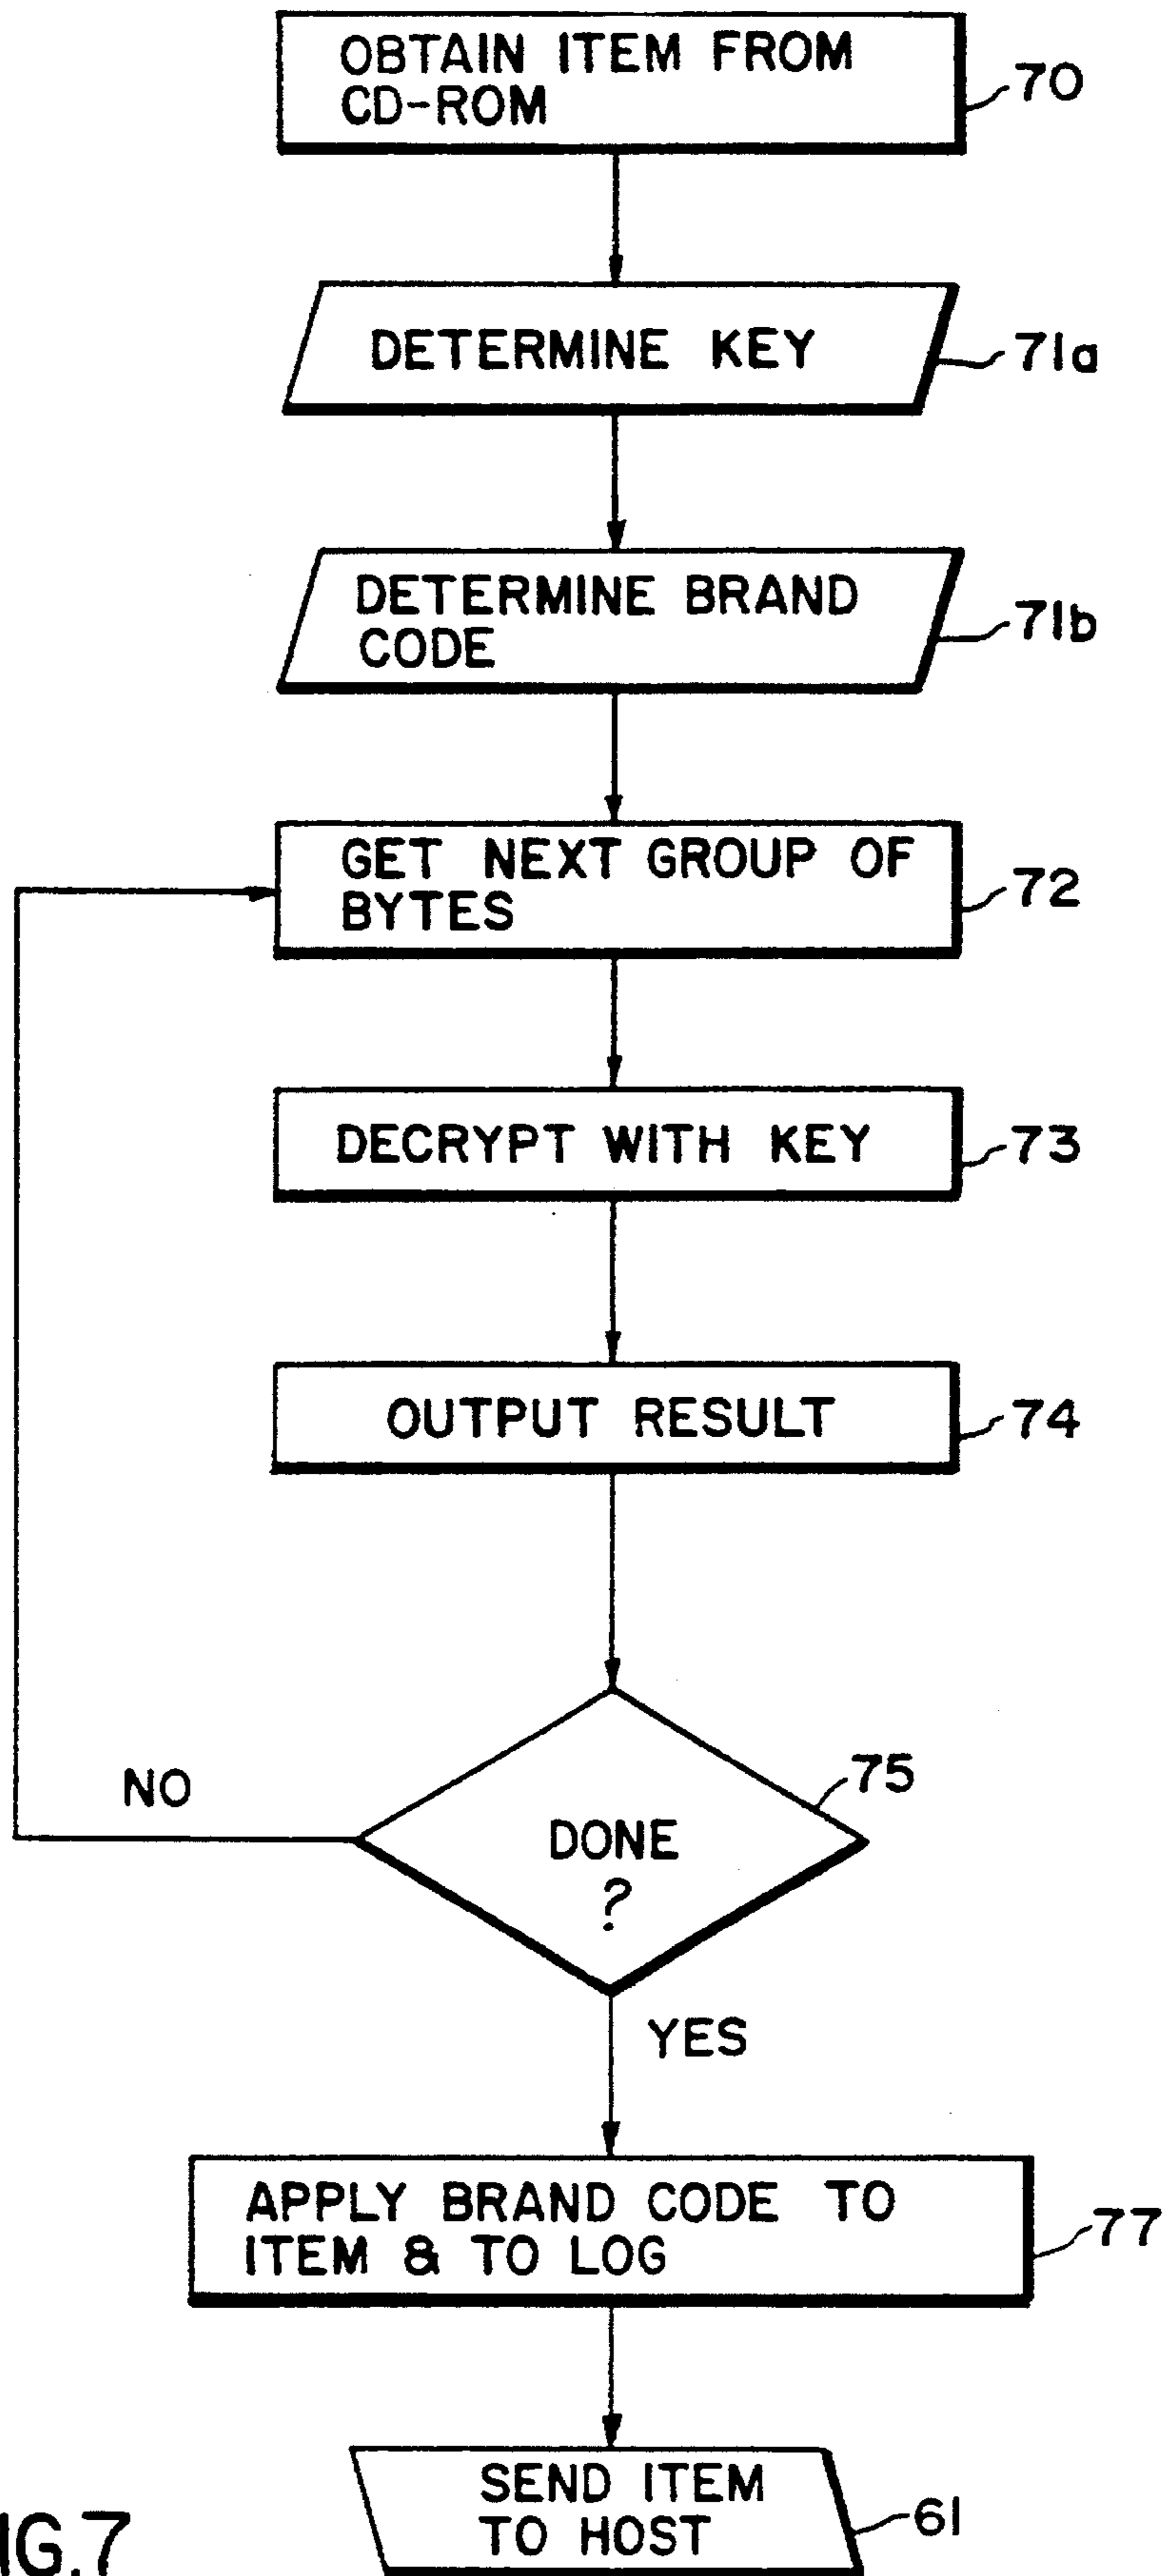 OBTAIN ITEM FROM
CD-ROM
70
DETERMINE KEY
71a
DETERMINE BRAND
CODE
71b
GET NEXT GROUP OF
BYTES
72
DECRYPT WITH KEY
73
OUTPUT RESULT
74
NO
75
DONE
?
YES
APPLY BRAND CODE TO
ITEM & TO LOG
77
SEND ITEM
TO HOST
61
IG.7